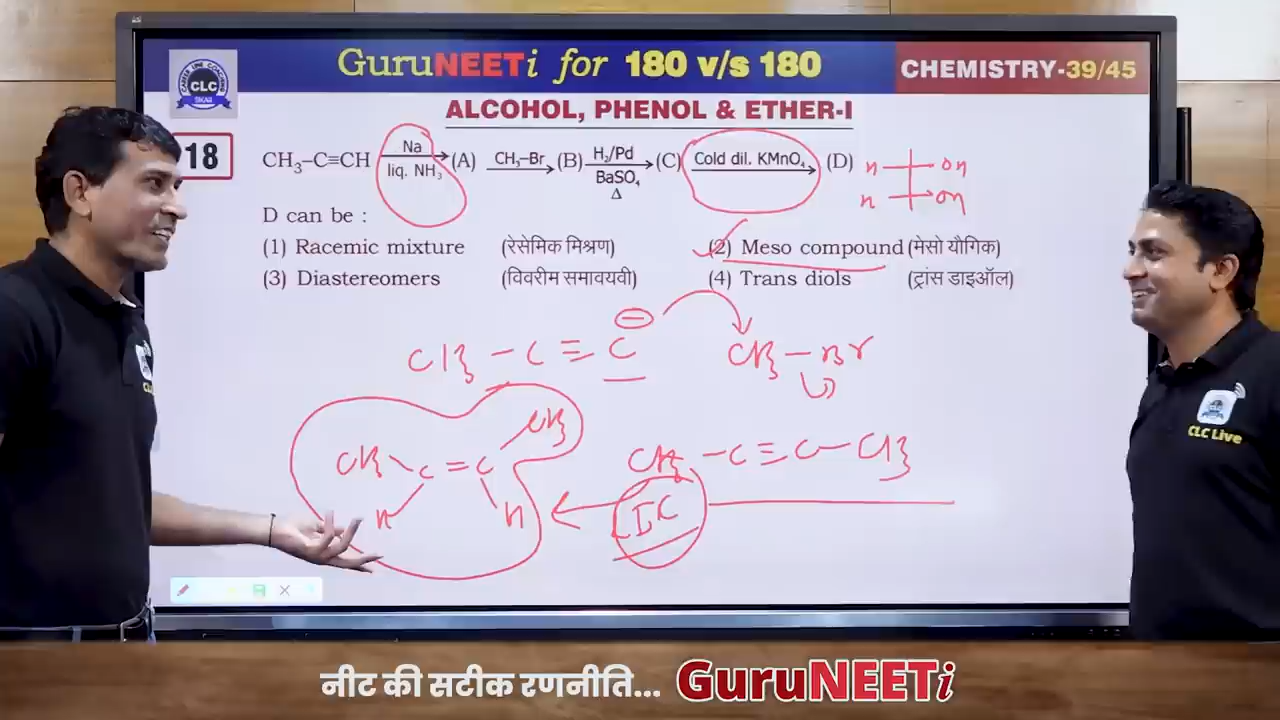 GuruNEETi for 180 v/s 180
CHEMISTRY-39/45
CLC
SIKAR
ALCOHOL, PHENOL & ETHER-I
18
CH₃–C≡CH —Na / liq. NH₃→ (A) —CH₃–Br→ (B) —H₂/Pd / BaSO₄ / Δ→ (C) —Cold dil. KMnO₄→ (D)
D can be :
(1) Racemic mixture (रेसेमिक मिश्रण) (2) Meso compound (मेसो यौगिक)
(3) Diastereomers (विवरीम समावयवी) (4) Trans diols (ट्रांस डाइऑल)
CH₃ – C ≡ C ⊖ CH₃ – Br
CH₃ – C ≡ C – CH₃
CH₃ C = C CH₃
H H
CLC Live
नीट की सटीक रणनीति... GuruNEETi